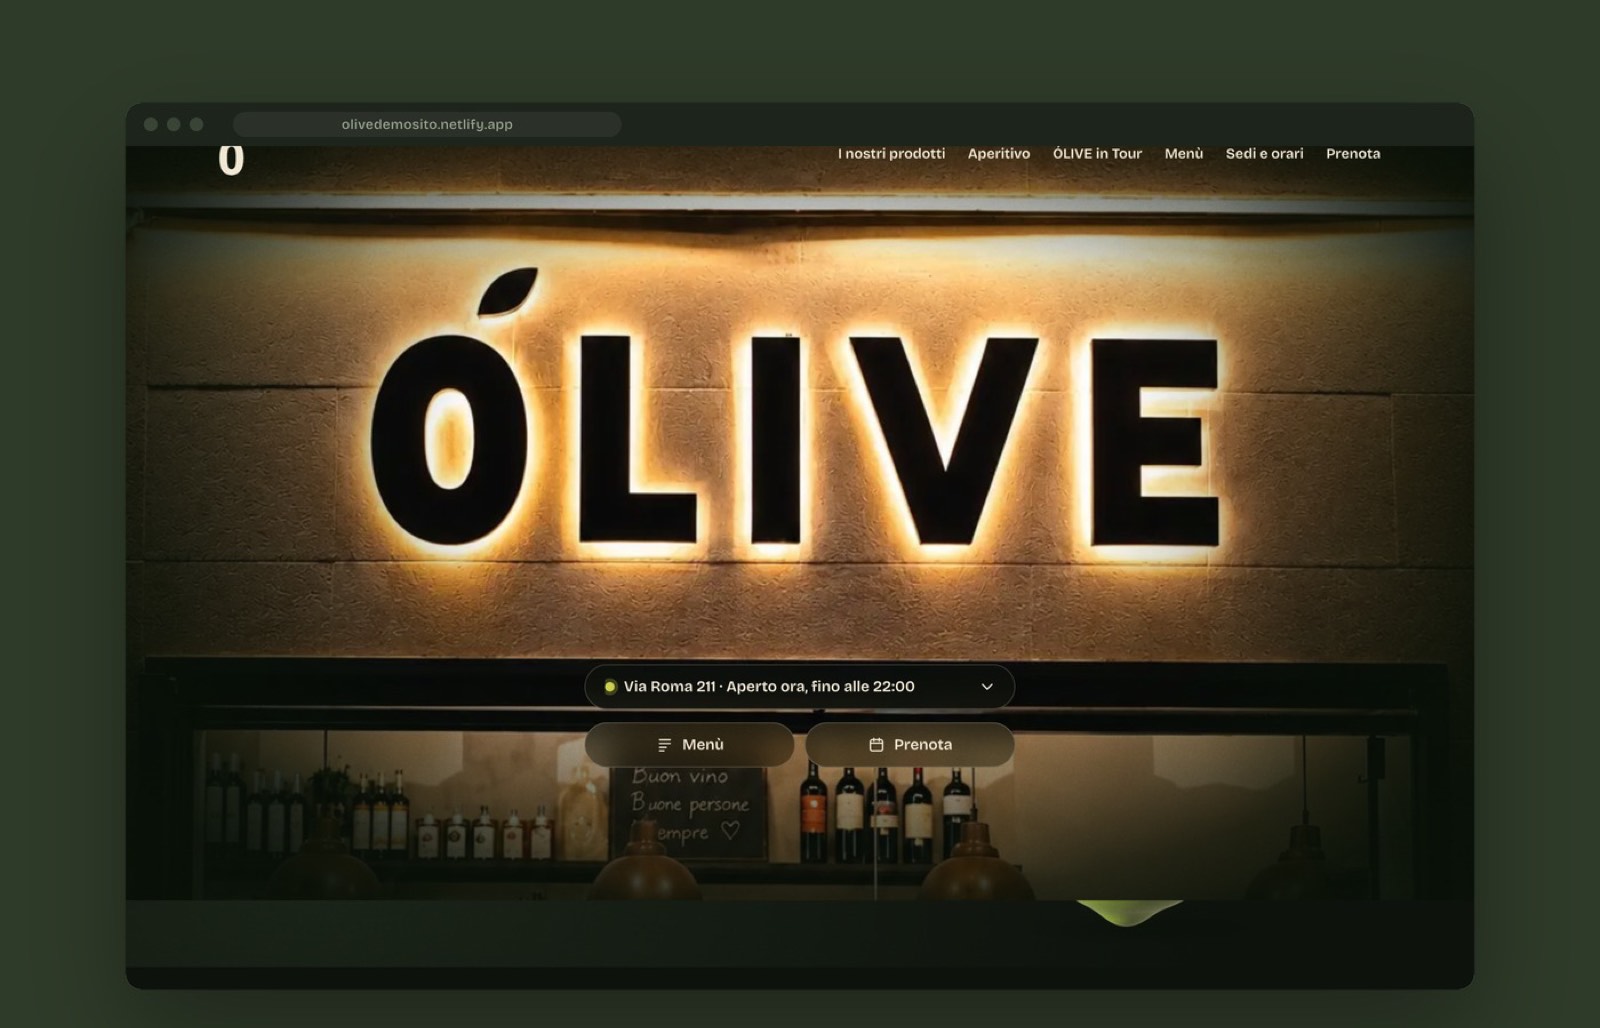 olivedemosito.netlify.app
Ó
I nostri prodotti Aperitivo ÓLIVE in Tour Menù Sedi e orari Prenota
ÓLIVE
Via Roma 211 · Aperto ora, fino alle 22:00
Menù Prenota
Buon vino
Buone persone
empre ♡